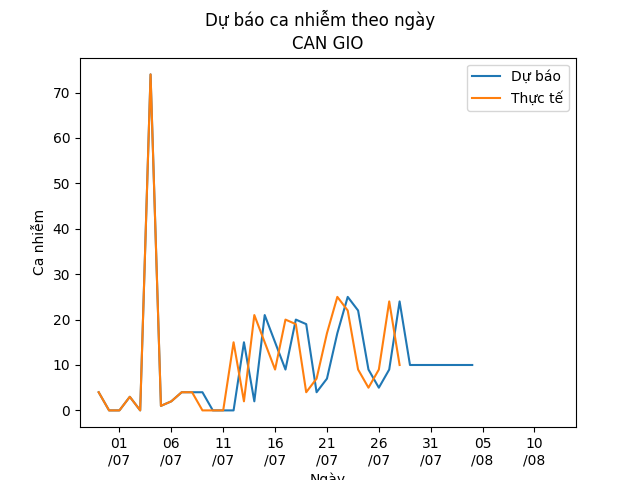 Dự báo ca nhiễm theo ngày
CAN GIO
Dự báo
Thực tế
Ca nhiễm
70
60
50
40
30
20
10
0
01 06 11 16 21 26 31 05 10
/07 /07 /07 /07 /07 /07 /07 /08 /08
Ngày